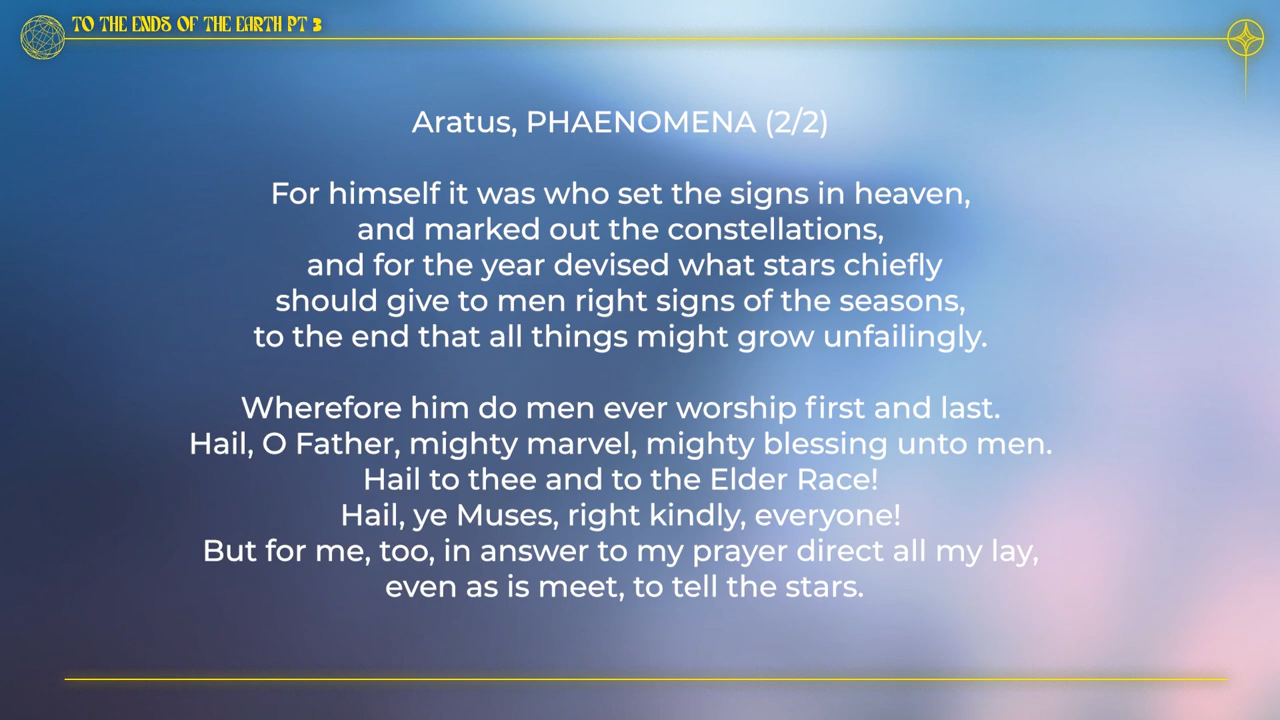 TO THE ENDS OF THE EARTH PT 3
Aratus, PHAENOMENA (2/2)
For himself it was who set the signs in heaven,
and marked out the constellations,
and for the year devised what stars chiefly
should give to men right signs of the seasons,
to the end that all things might grow unfailingly.
Wherefore him do men ever worship first and last.
Hail, O Father, mighty marvel, mighty blessing unto men.
Hail to thee and to the Elder Race!
Hail, ye Muses, right kindly, everyone!
But for me, too, in answer to my prayer direct all my lay,
even as is meet, to tell the stars.